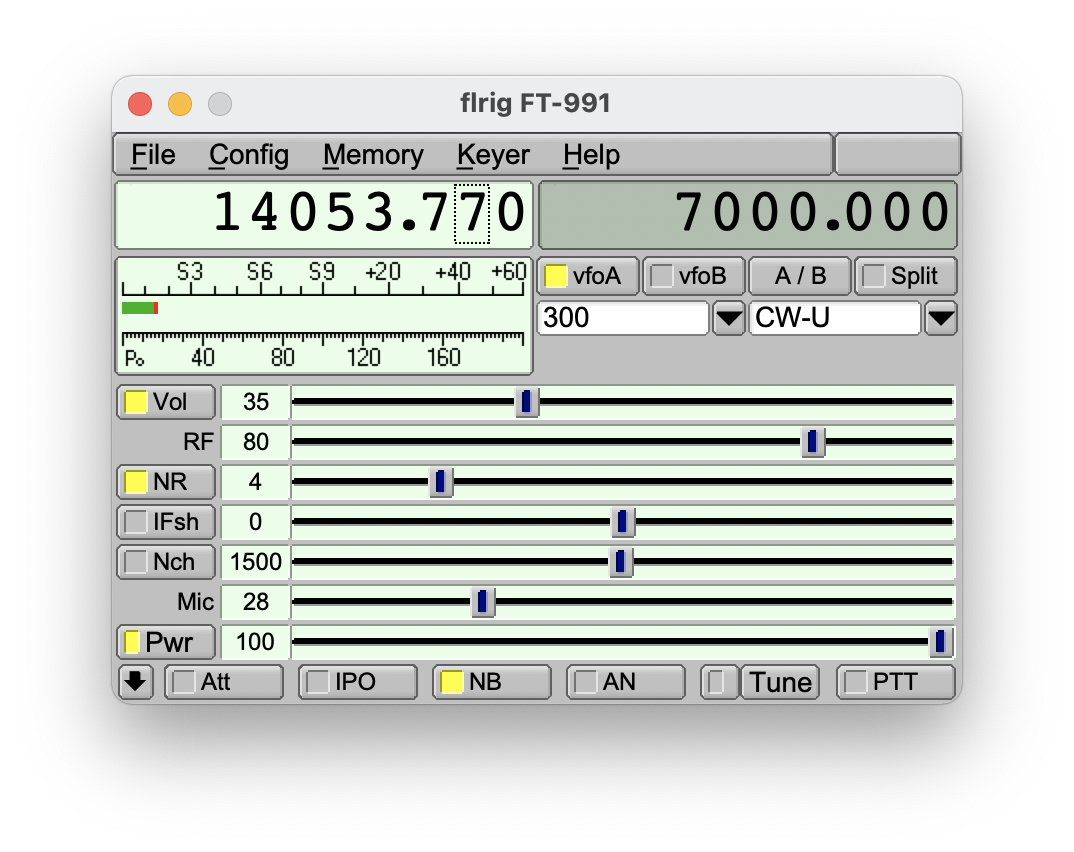 flrig FT-991
File Config Memory Keyer Help
14053.770 7000.000
S3 S6 S9 +20 +40 +60
vfoA vfoB A / B Split
300 CW-U
Po 40 80 120 160
Vol 35
RF 80
NR 4
IFsh 0
Nch 1500
Mic 28
Pwr 100
Att IPO NB AN Tune PTT